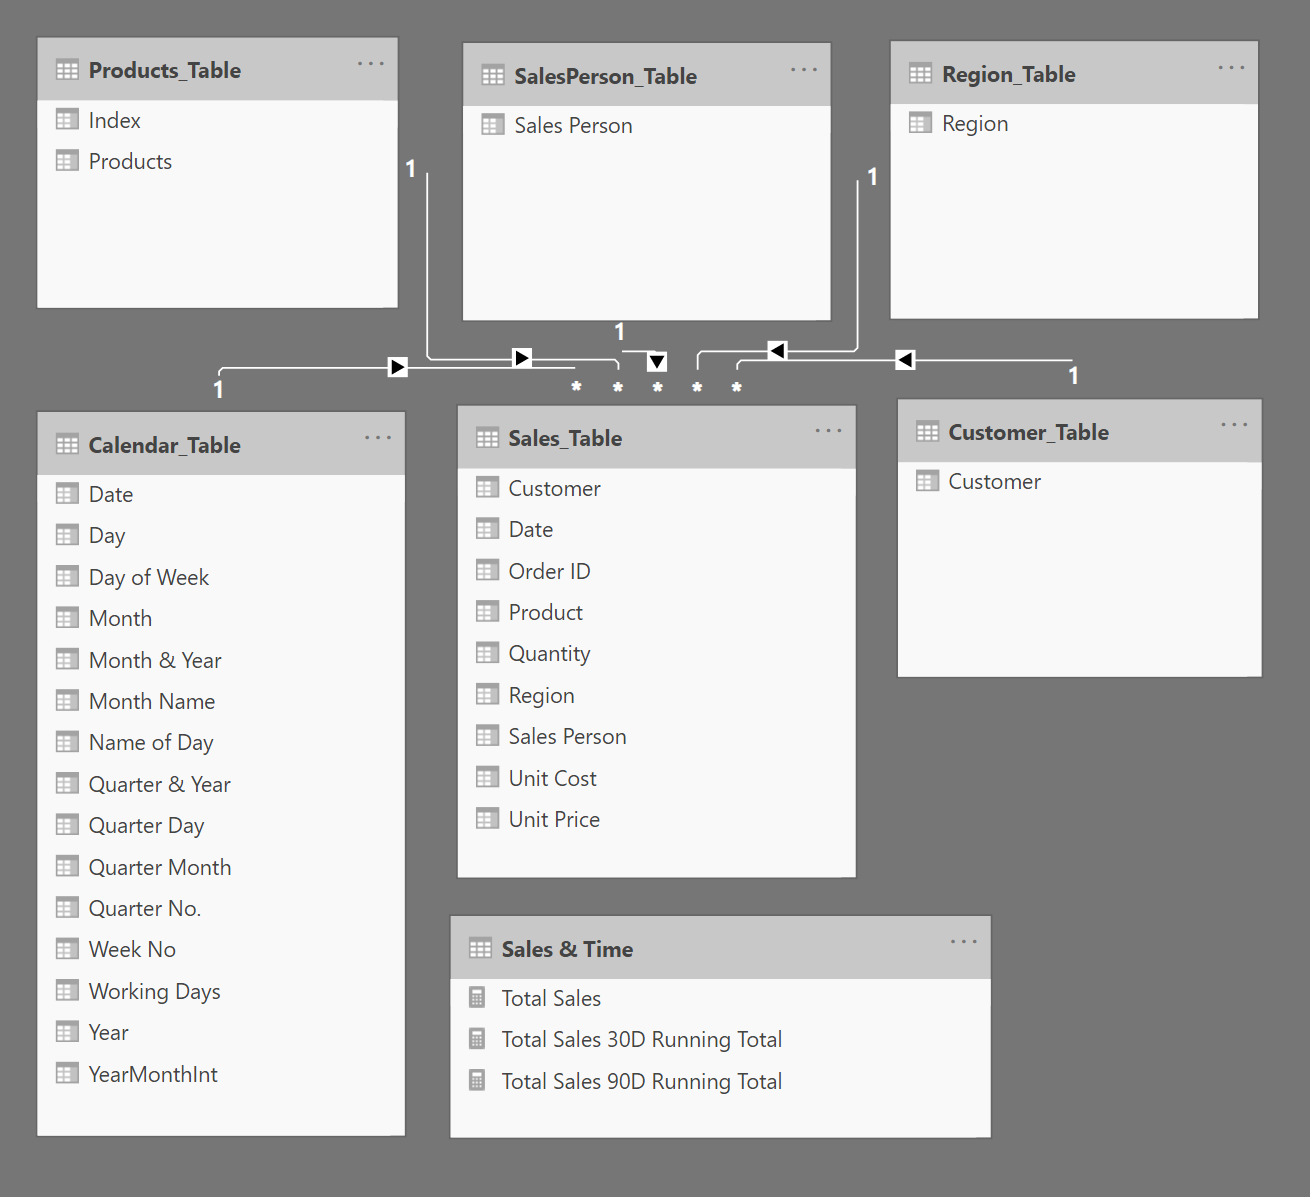 Products_Table
Index
Products
SalesPerson_Table
Sales Person
Region_Table
Region
1
1
1
1
1
* * * * *
Calendar_Table
Date
Day
Day of Week
Month
Month & Year
Month Name
Name of Day
Quarter & Year
Quarter Day
Quarter Month
Quarter No.
Week No
Working Days
Year
YearMonthInt
Sales_Table
Customer
Date
Order ID
Product
Quantity
Region
Sales Person
Unit Cost
Unit Price
Customer_Table
Customer
Sales & Time
Total Sales
Total Sales 30D Running Total
Total Sales 90D Running Total